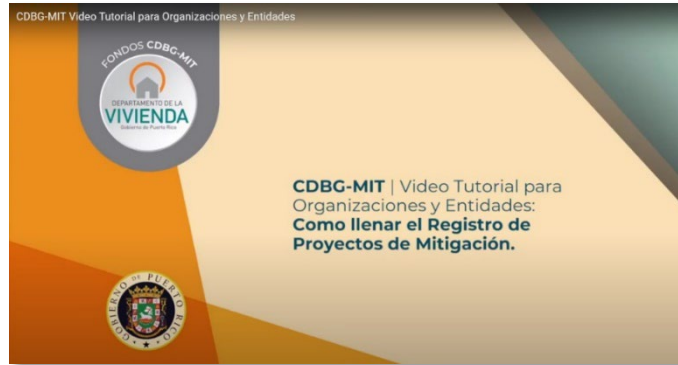 CDBG-MIT Video Tutorial para Organizaciones y Entidades
FONDOS CDBG-MIT
DEPARTAMENTO DE LA
VIVIENDA
Gobierno de Puerto Rico
CDBG-MIT | Video Tutorial para
Organizaciones y Entidades:
Como llenar el Registro de
Proyectos de Mitigación.
GOBIERNO DE PUERTO RICO